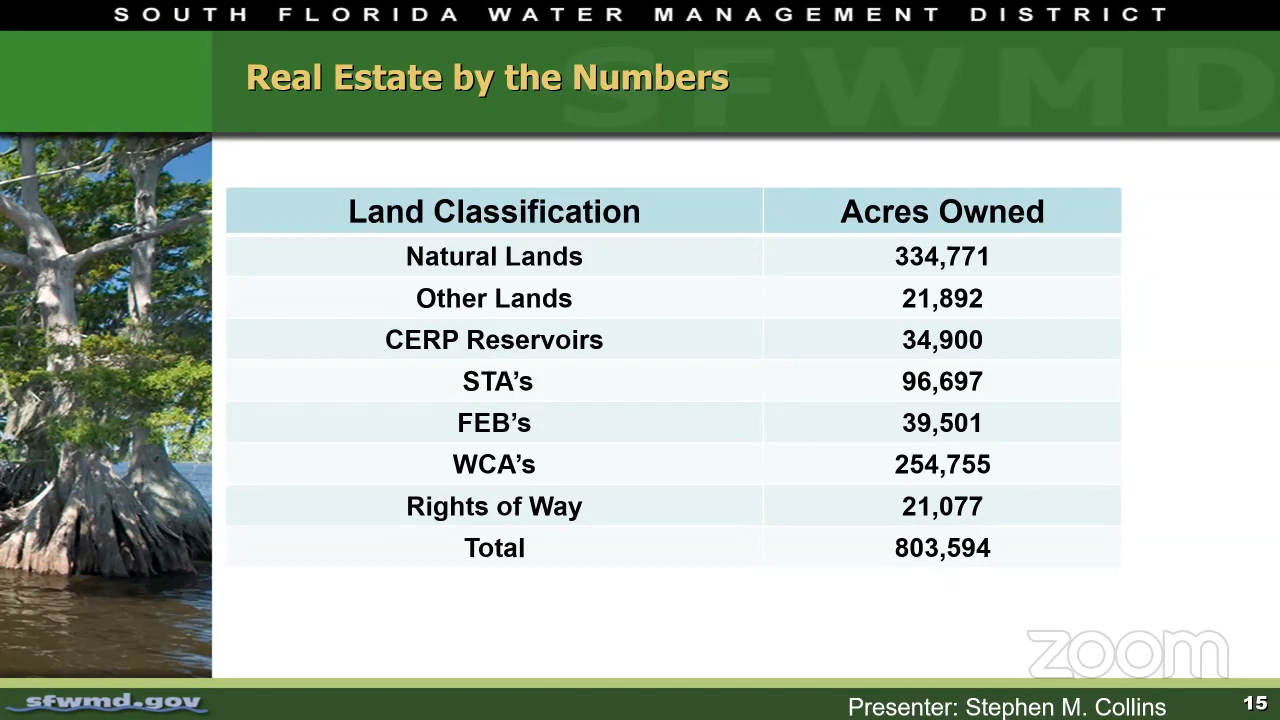 SOUTH FLORIDA WATER MANAGEMENT DISTRICT
SFWMD
Real Estate by the Numbers
Land Classification Acres Owned
Natural Lands 334,771
Other Lands 21,892
CERP Reservoirs 34,900
STA’s 96,697
FEB’s 39,501
WCA’s 254,755
Rights of Way 21,077
Total 803,594
zoom
sfwmd.gov
Presenter: Stephen M. Collins
15